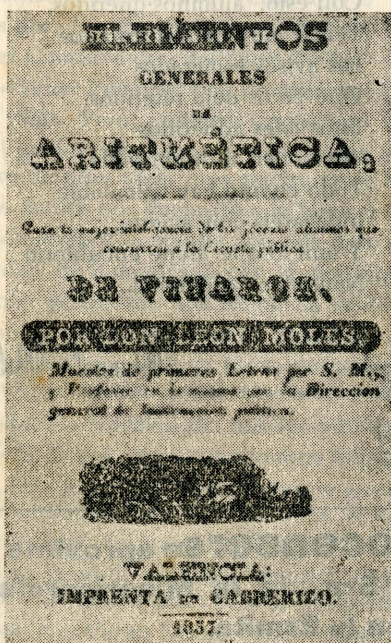 ELEMENTOS
GENERALES
DE
ARITMÉTICA,
Para la mejor inteligencia de los jóvenes alumnos que
concurren á la Escuela pública
DE VINAROZ,
POR DON LEON MOLES,
Maestro de primeras Letras por S. M.,
y Profesor en la misma por la Direccion
general de Instruccion pública.
VALENCIA:
IMPRENTA DE CABRERIZO.
1837.